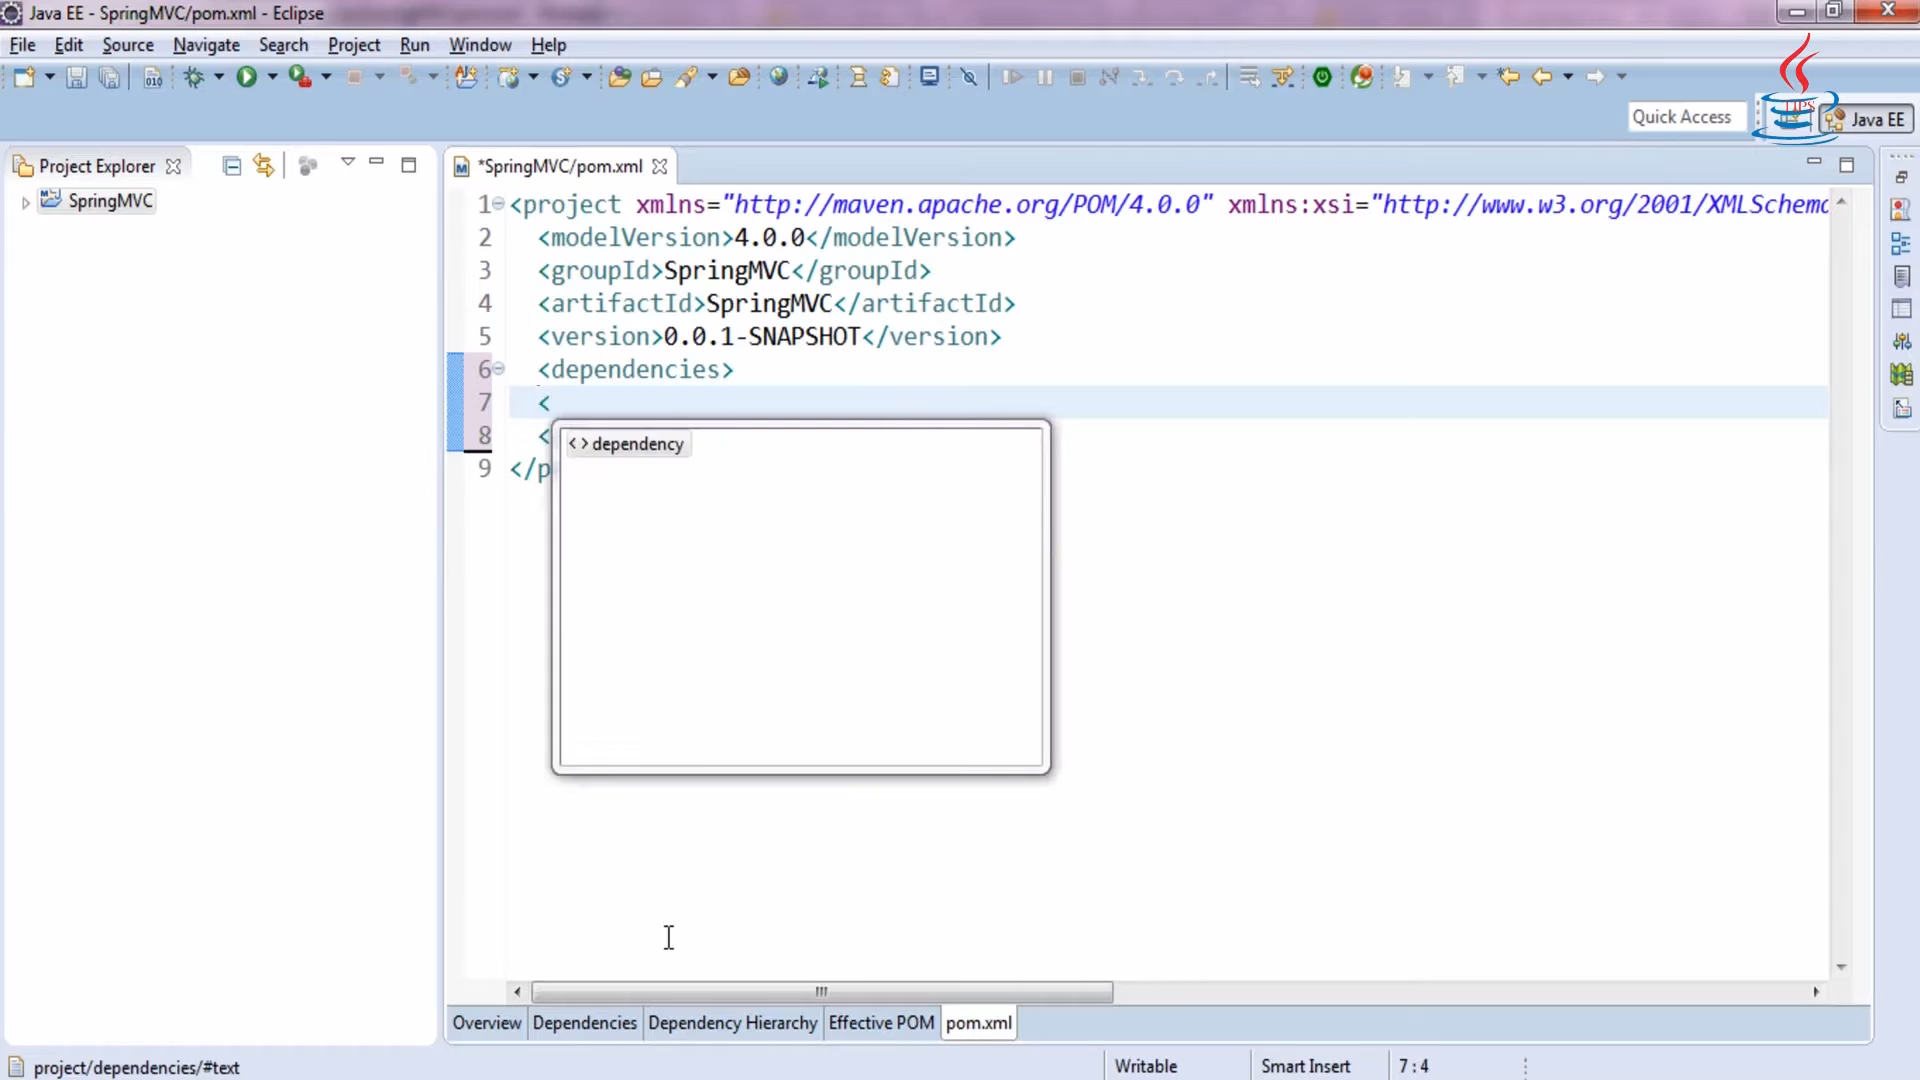 Java EE - SpringMVC/pom.xml - Eclipse
File Edit Source Navigate Search Project Run Window Help
Quick Access
TIPS
Java EE
Project Explorer
*SpringMVC/pom.xml
SpringMVC
1 <project xmlns="http://maven.apache.org/POM/4.0.0" xmlns:xsi="http://www.w3.org/2001/XMLSchema
2 <modelVersion>4.0.0</modelVersion>
3 <groupId>SpringMVC</groupId>
4 <artifactId>SpringMVC</artifactId>
5 <version>0.0.1-SNAPSHOT</version>
6 <dependencies>
7 <
8 <
<> dependency
9 </p
Overview Dependencies Dependency Hierarchy Effective POM pom.xml
project/dependencies/#text
Writable
Smart Insert
7 : 4